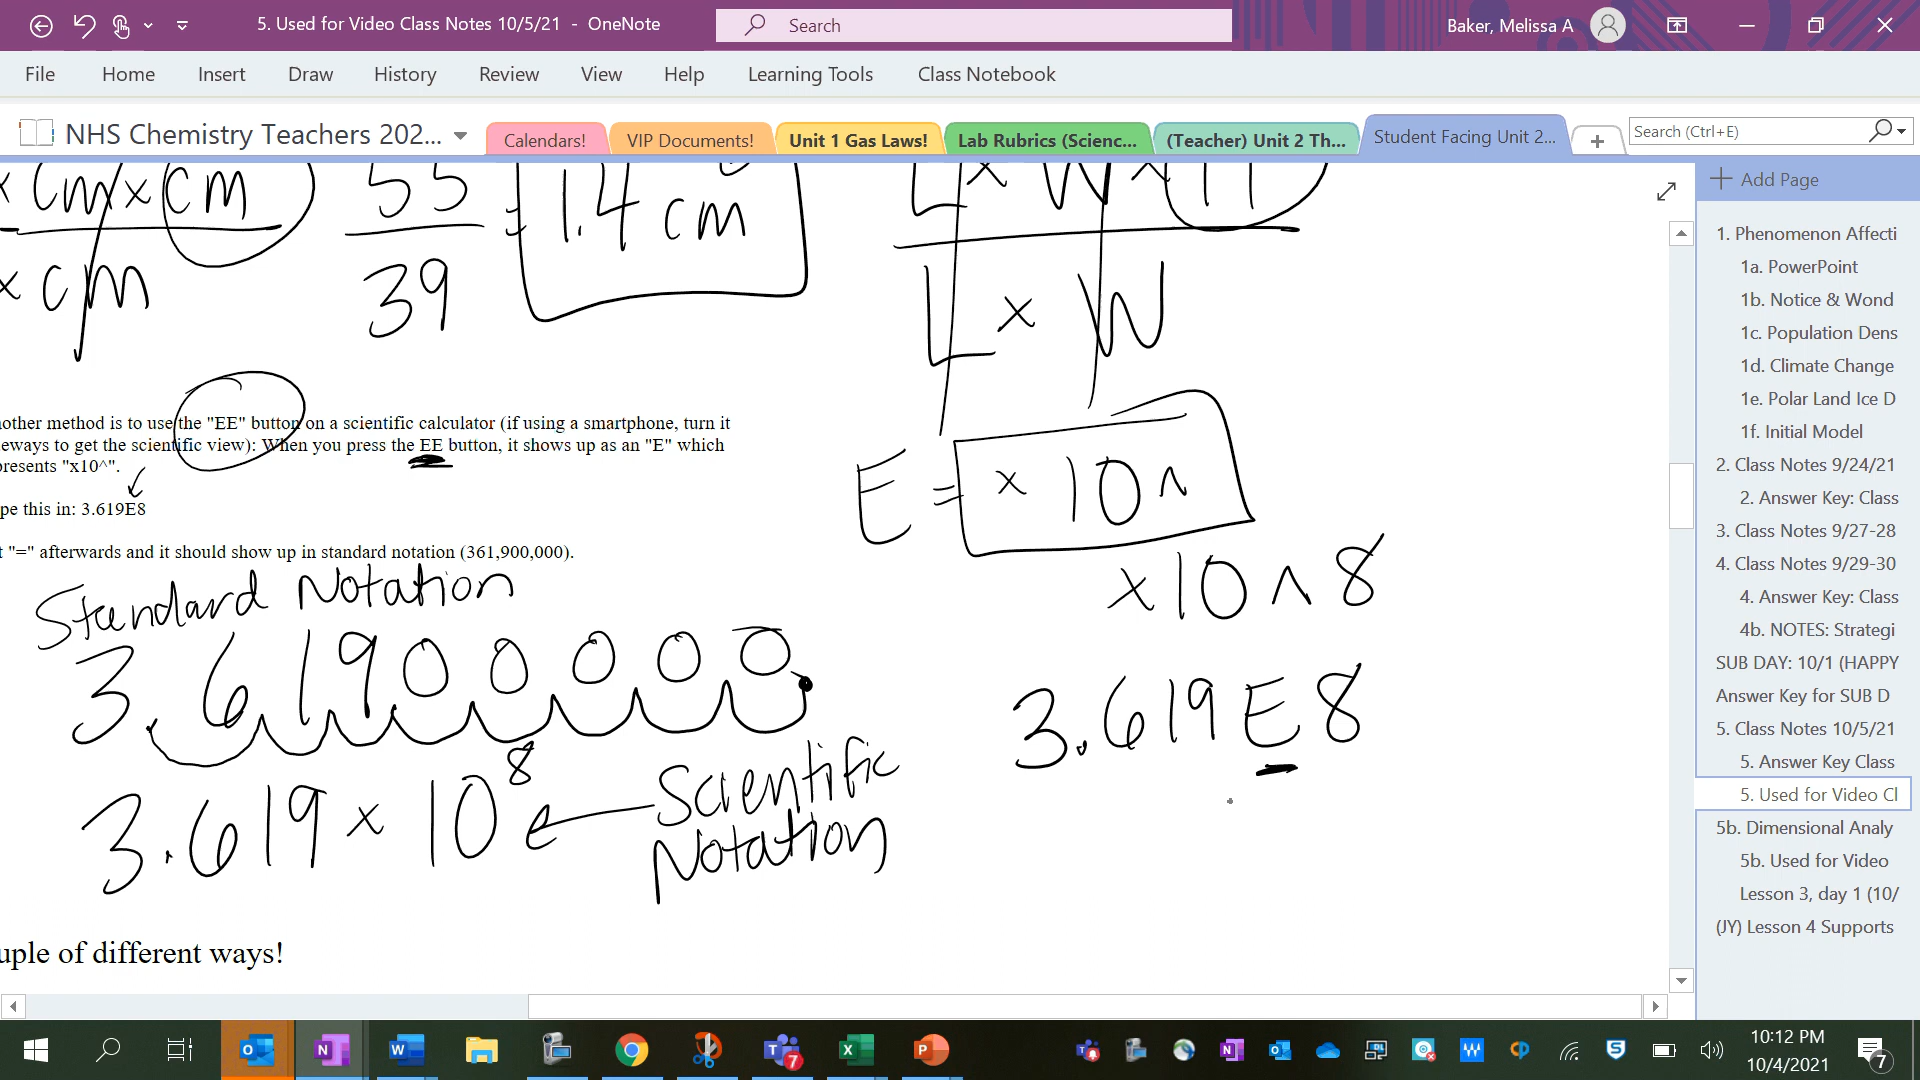 5. Used for Video Class Notes 10/5/21 - OneNote
Search
Baker, Melissa A
File Home Insert Draw History Review View Help Learning Tools Class Notebook
NHS Chemistry Teachers 202...
Calendars!
VIP Documents!
Unit 1 Gas Laws!
Lab Rubrics (Scienc...
(Teacher) Unit 2 Th...
Student Facing Unit 2...
Search (Ctrl+E)
Add Page
x cm x cm
x cm
55
39
= 1.4 cm
L x W x H
L x W
other method is to use the "EE" button on a scientific calculator (if using a smartphone, turn it
eways to get the scientific view): When you press the EE button, it shows up as an "E" which
presents "x10^".
pe this in: 3.619E8
t "=" afterwards and it should show up in standard notation (361,900,000).
E = x 10 ^
x 10 ^ 8
3.619 E 8
Standard Notation
3.61900000.
3.619 x 10⁸
Scientific
Notation
uple of different ways!
1. Phenomenon Affecti
1a. PowerPoint
1b. Notice & Wond
1c. Population Dens
1d. Climate Change
1e. Polar Land Ice D
1f. Initial Model
2. Class Notes 9/24/21
2. Answer Key: Class
3. Class Notes 9/27-28
4. Class Notes 9/29-30
4. Answer Key: Class
4b. NOTES: Strategi
SUB DAY: 10/1 (HAPPY
Answer Key for SUB D
5. Class Notes 10/5/21
5. Answer Key Class
5. Used for Video Cl
5b. Dimensional Analy
5b. Used for Video
Lesson 3, day 1 (10/
(JY) Lesson 4 Supports
10:12 PM
10/4/2021
7
7